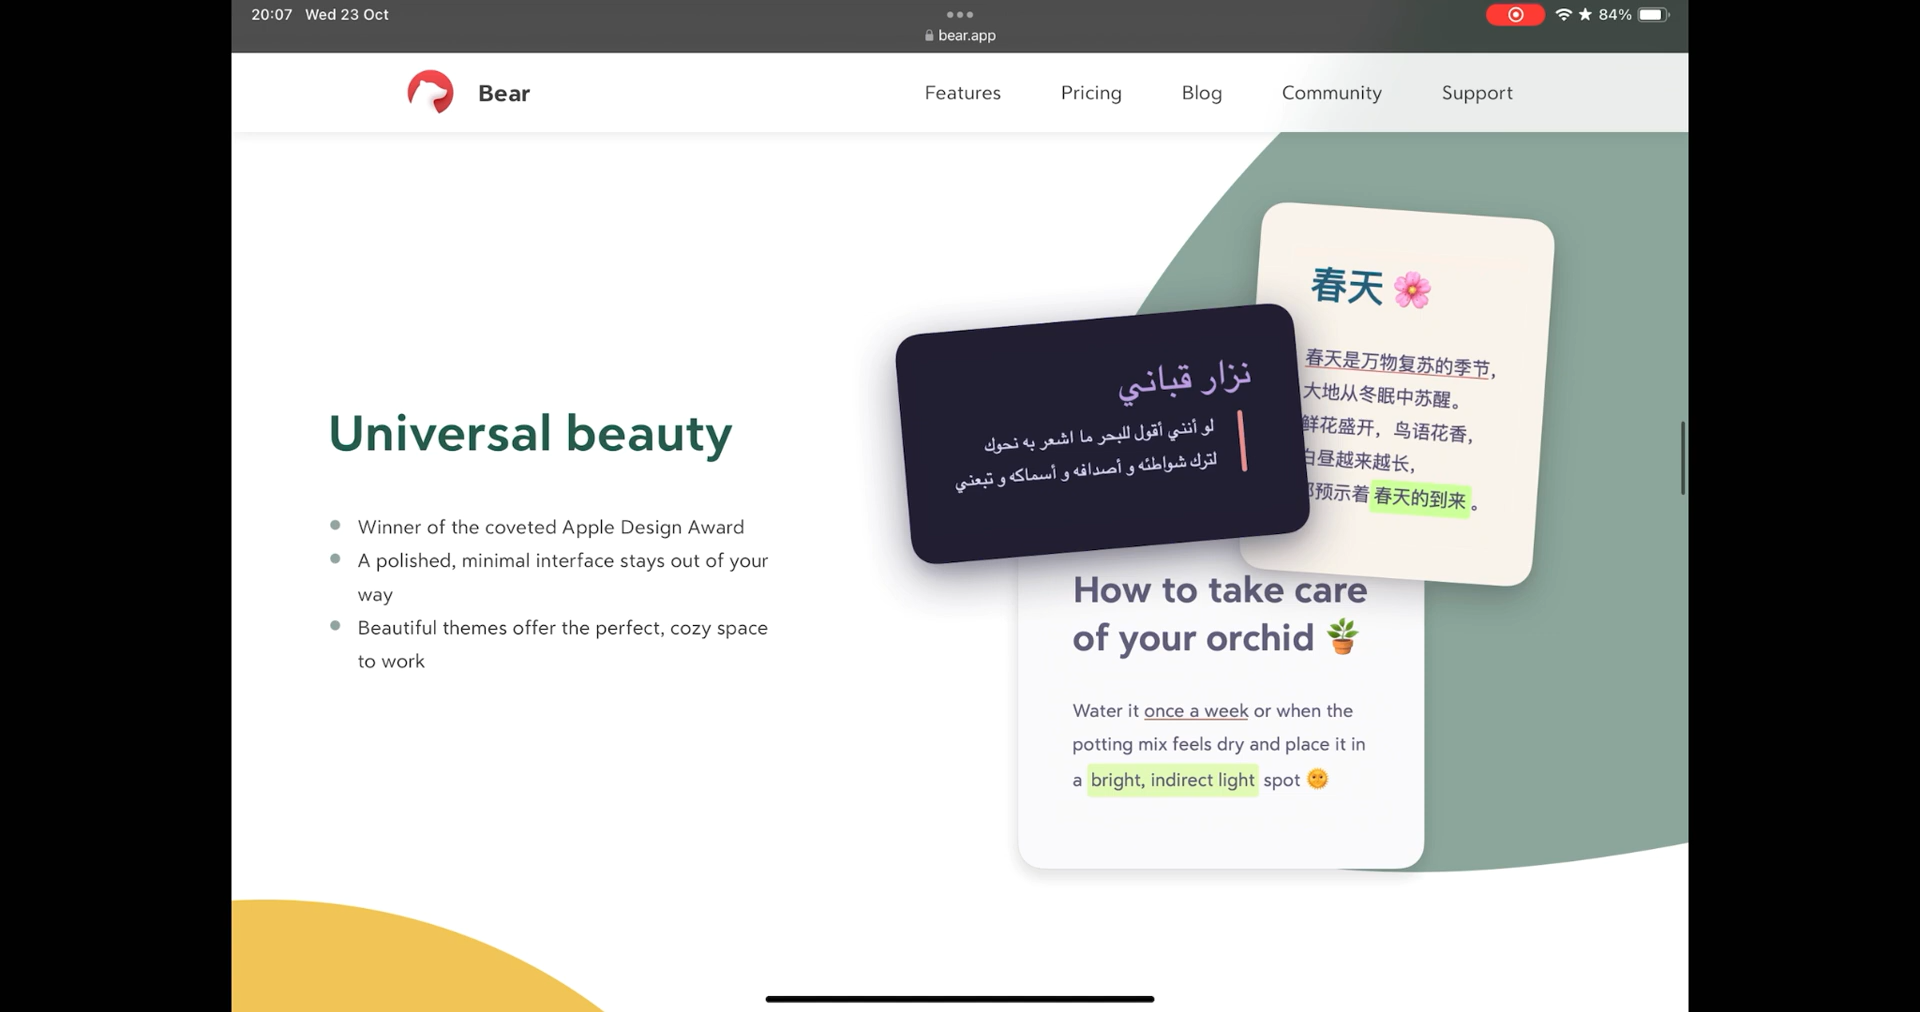 20:07 Wed 23 Oct
bear.app
84%
Bear
Features
Pricing
Blog
Community
Support
Universal beauty
Winner of the coveted Apple Design Award
A polished, minimal interface stays out of your
way
Beautiful themes offer the perfect, cozy space
to work
نزار قباني
لو أنني أقول للبحر ما اشعر به نحوك
لترك شواطئه و أصدافه و أسماكه و تبعني
春天 🌸
春天是万物复苏的季节,
大地从冬眠中苏醒。
鲜花盛开, 鸟语花香,
白昼越来越长,
预示着春天的到来。
How to take care
of your orchid 🪴
Water it once a week or when the
potting mix feels dry and place it in
a bright, indirect light spot 🌞